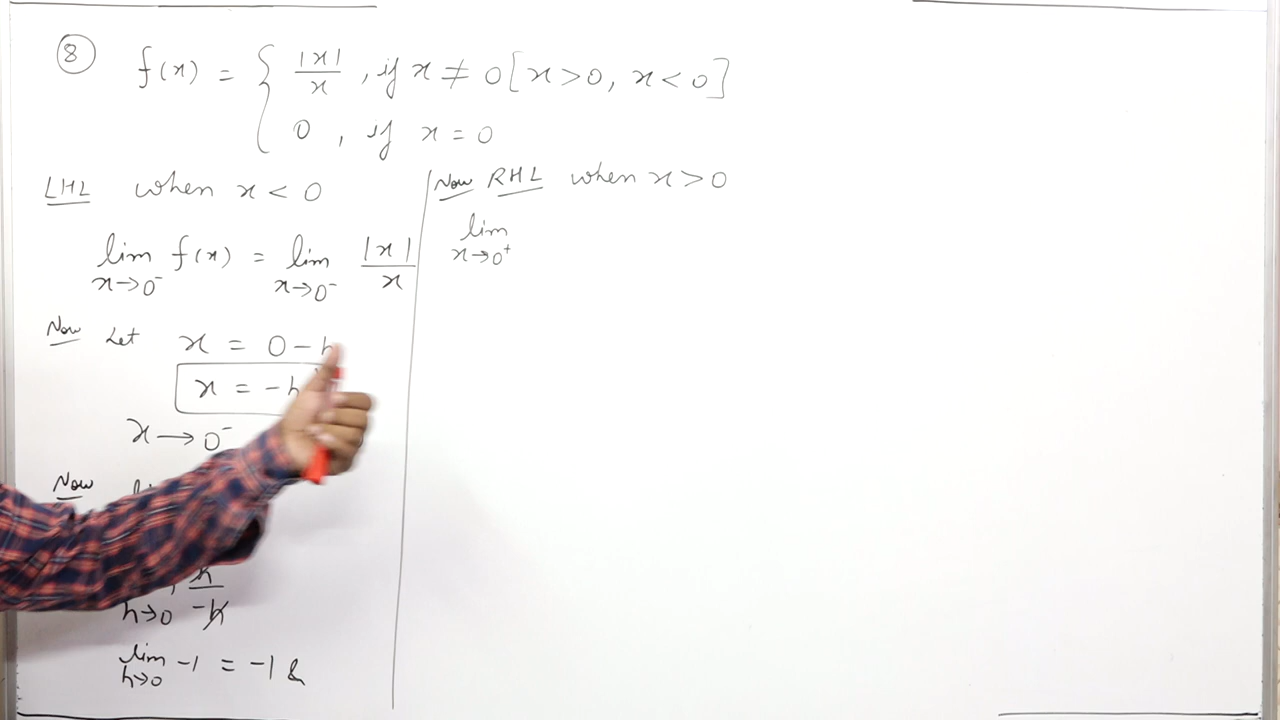 8 f(x) = { |x|/x , if x ≠ 0 [x > 0, x < 0]
0 , if x = 0
LHL when x < 0
lim x→0⁻ f(x) = lim x→0⁻ |x|/x
Now Let x = 0 - h
x = -h
x → 0⁻
Now
h→0 h/-h
lim h→0 -1 = -1 &
Now RHL when x > 0
lim x→0⁺